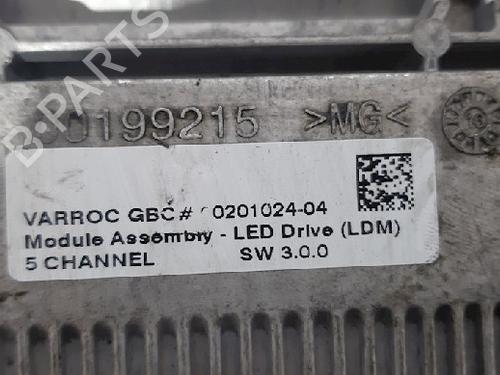 B-PARTS
0199215 >MG<
VARROC GBC # 0201024-04
Module Assembly - LED Drive (LDM)
5 CHANNEL SW 3.0.0